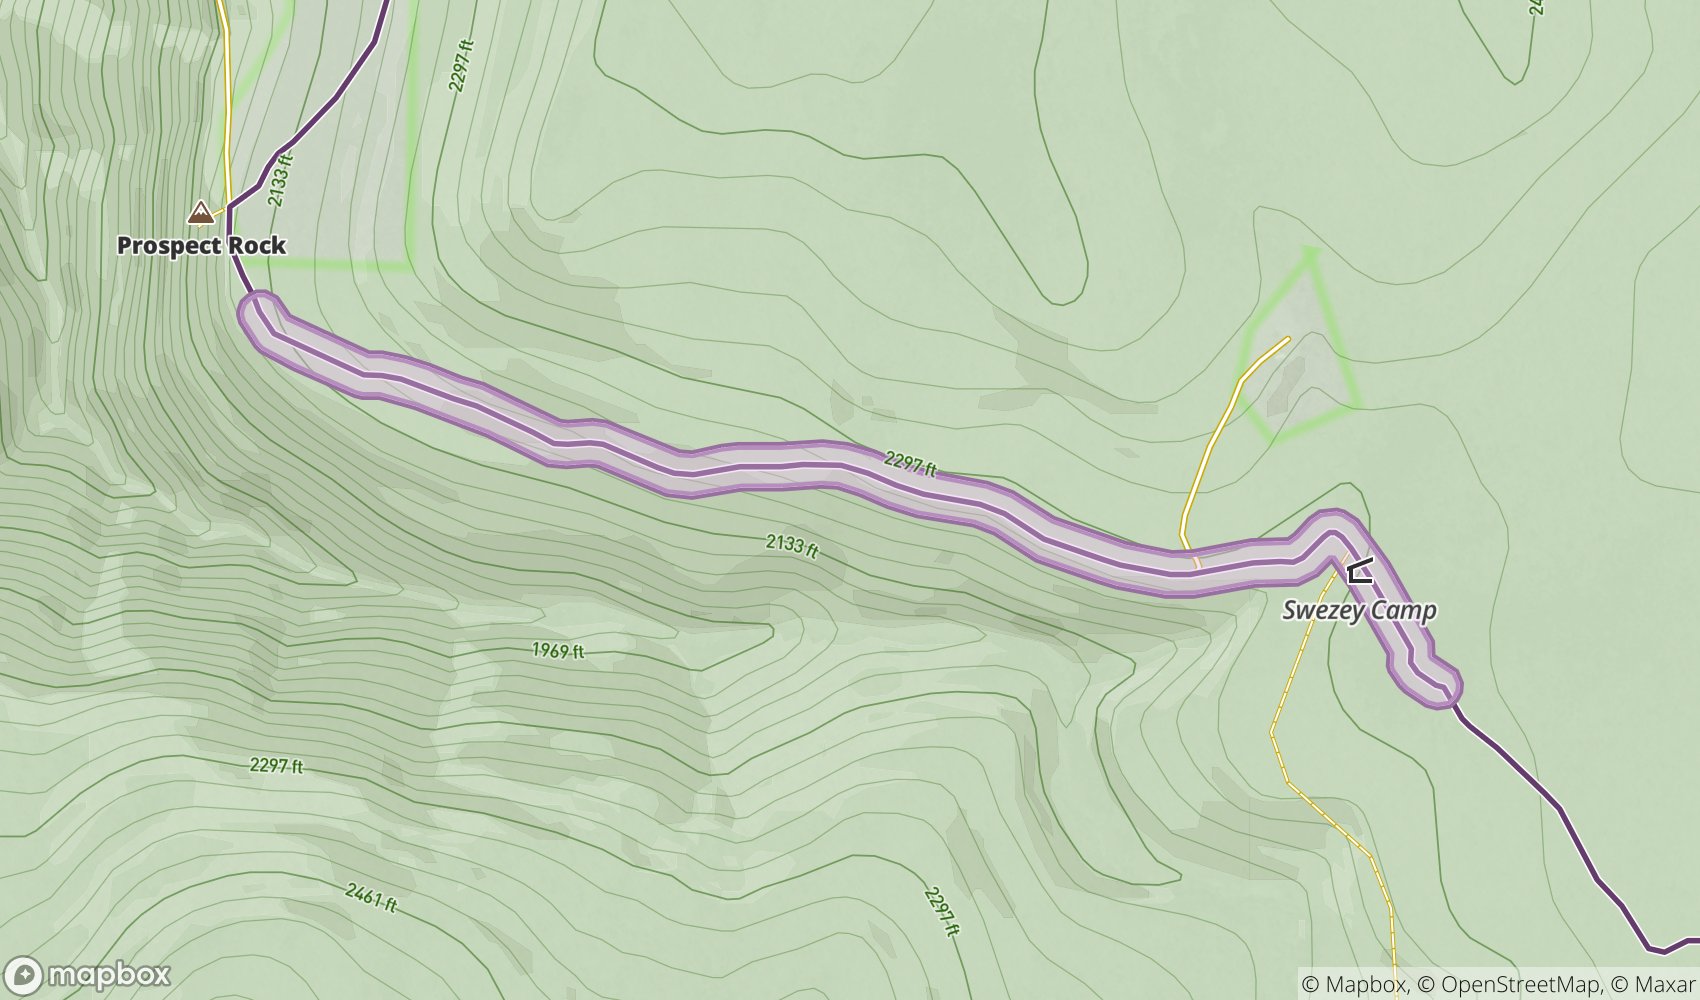 2297 ft
24
2133 ft
Prospect Rock
2297 ft
2133 ft
Swezey Camp
1969 ft
2297 ft
2461 ft
2297 ft
mapbox
© Mapbox, © OpenStreetMap, © Maxar